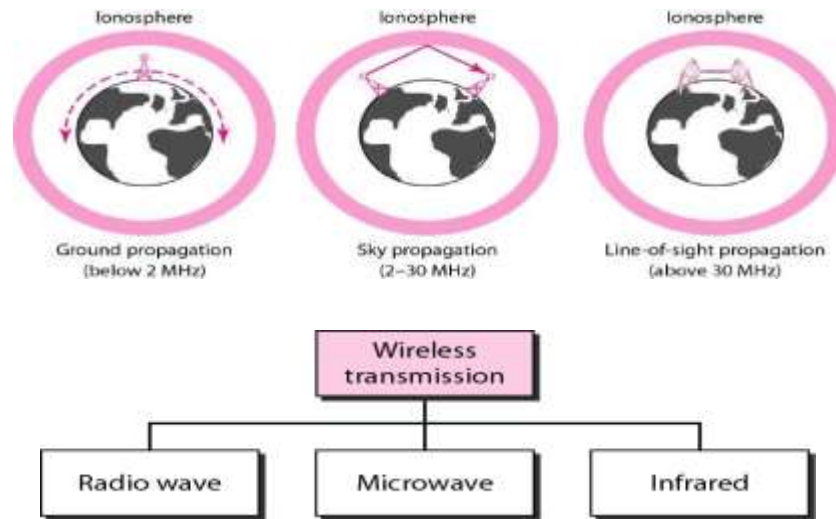 Ionosphere
Ionosphere
Ionosphere
Ground propagation
(below 2 MHz)
Sky propagation
(2–30 MHz)
Line-of-sight propagation
(above 30 MHz)
Wireless
transmission
Radio wave
Microwave
Infrared